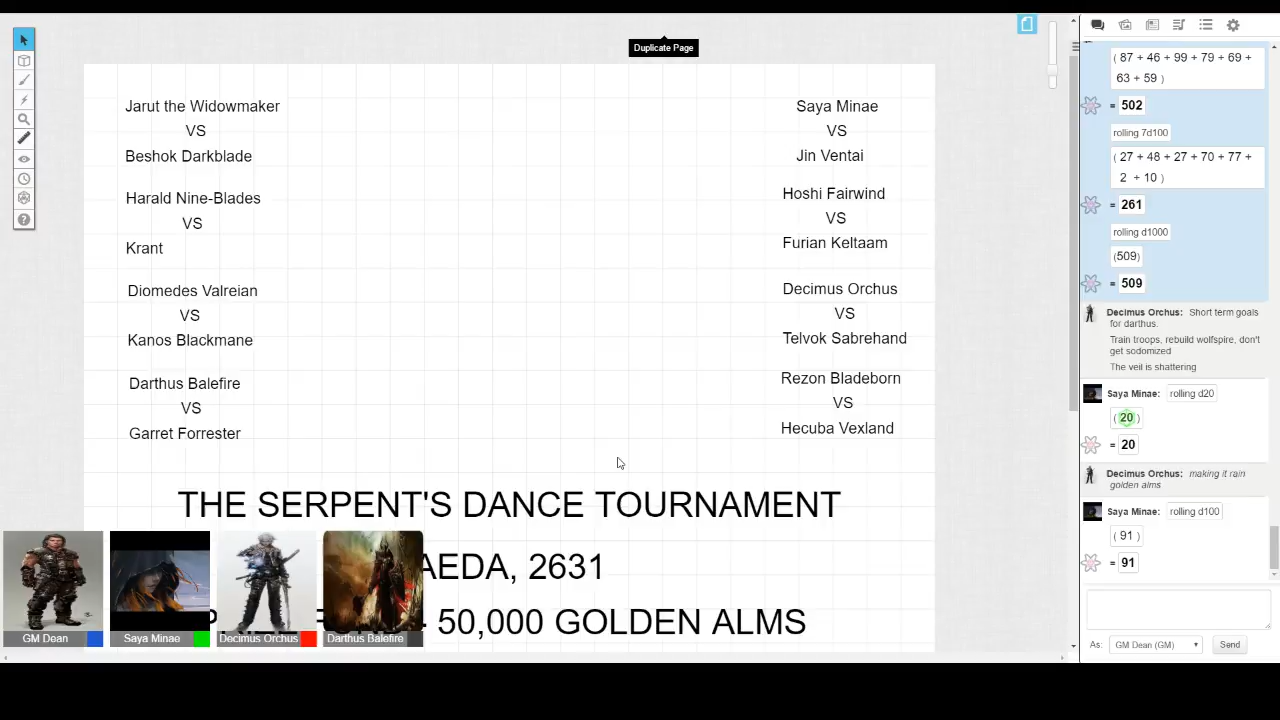 Duplicate Page
Jarut the Widowmaker
VS
Beshok Darkblade
Harald Nine-Blades
VS
Krant
Diomedes Valreian
VS
Kanos Blackmane
Darthus Balefire
VS
Garret Forrester
Saya Minae
VS
Jin Ventai
Hoshi Fairwind
VS
Furian Keltaam
Decimus Orchus
VS
Telvok Sabrehand
Rezon Bladeborn
VS
Hecuba Vexland
THE SERPENT'S DANCE TOURNAMENT
AEDA, 2631
50,000 GOLDEN ALMS
GM Dean
Saya Minae
Decimus Orchus
Darthus Balefire
( 87 + 46 + 99 + 79 + 69 +
63 + 59 )
= 502
rolling 7d100
( 27 + 48 + 27 + 70 + 77 +
2 + 10 )
= 261
rolling d1000
(509)
= 509
Decimus Orchus: Short term goals
for darthus.
Train troops, rebuild wolfspire, don't
get sodomized
The veil is shattering
Saya Minae: rolling d20
( 20 )
= 20
Decimus Orchus: making it rain
golden alms
Saya Minae: rolling d100
( 91 )
= 91
As: GM Dean (GM) Send